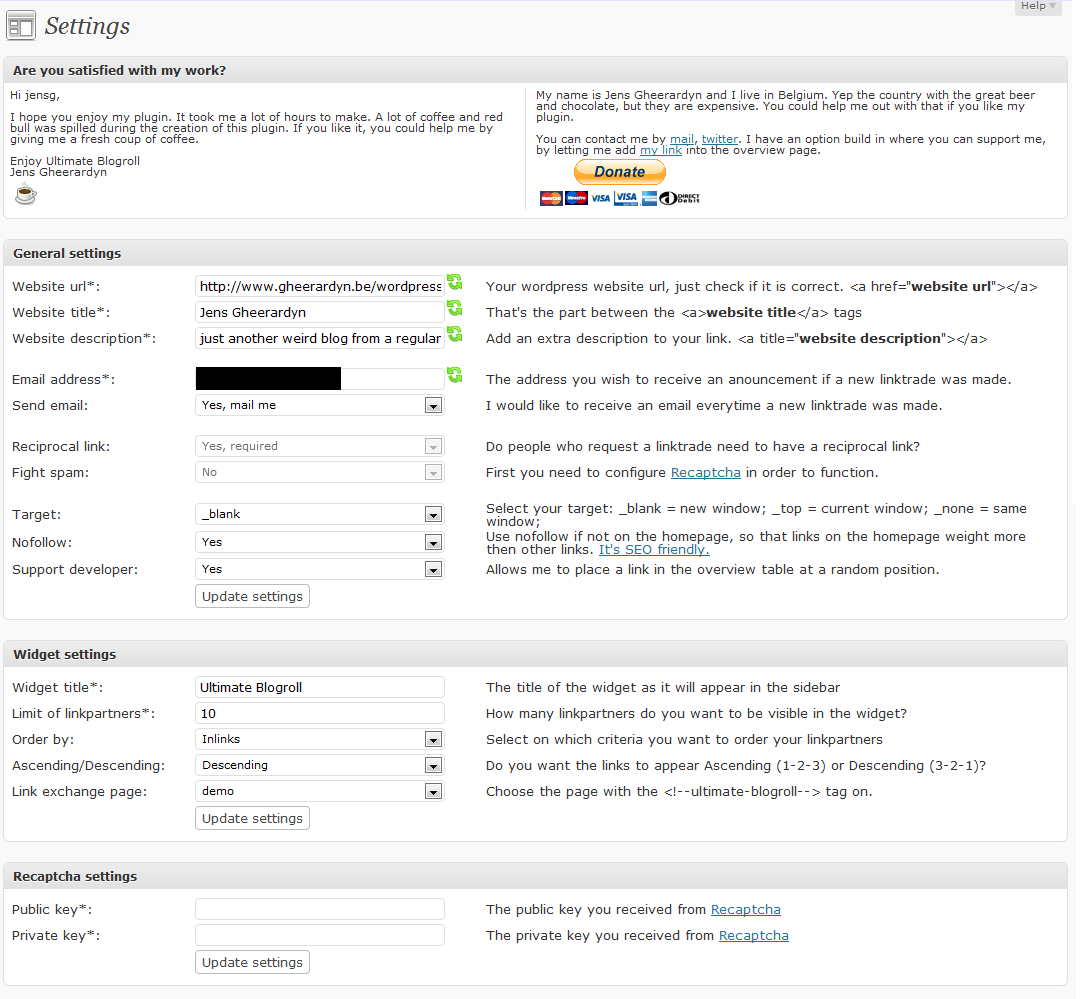 Help
Settings
Are you satisfied with my work?
Hi jensg,
I hope you enjoy my plugin. It took me a lot of hours to make. A lot of coffee and red
bull was spilled during the creation of this plugin. If you like it, you could help me by
giving me a fresh coup of coffee.
Enjoy Ultimate Blogroll
Jens Gheerardyn
My name is Jens Gheerardyn and I live in Belgium. Yep the country with the great beer
and chocolate, but they are expensive. You could help me out with that if you like my
plugin.
You can contact me by mail, twitter. I have an option build in where you can support me,
by letting me add my link into the overview page.
Donate
MasterCard Maestro VISA VISA DIRECT Debit
General settings
Website url*: http://www.gheerardyn.be/wordpress Your wordpress website url, just check if it is correct. <a href="website url"></a>
Website title*: Jens Gheerardyn That's the part between the <a>website title</a> tags
Website description*: just another weird blog from a regular Add an extra description to your link. <a title="website description"></a>
Email address*: The address you wish to receive an anouncement if a new linktrade was made.
Send email: Yes, mail me I would like to receive an email everytime a new linktrade was made.
Reciprocal link: Yes, required Do people who request a linktrade need to have a reciprocal link?
Fight spam: No First you need to configure Recaptcha in order to function.
Target: _blank Select your target: _blank = new window; _top = current window; _none = same
window;
Nofollow: Yes Use nofollow if not on the homepage, so that links on the homepage weight more
then other links. It's SEO friendly.
Support developer: Yes Allows me to place a link in the overview table at a random position.
Update settings
Widget settings
Widget title*: Ultimate Blogroll The title of the widget as it will appear in the sidebar
Limit of linkpartners*: 10 How many linkpartners do you want to be visible in the widget?
Order by: Inlinks Select on which criteria you want to order your linkpartners
Ascending/Descending: Descending Do you want the links to appear Ascending (1-2-3) or Descending (3-2-1)?
Link exchange page: demo Choose the page with the <!--ultimate-blogroll--> tag on.
Update settings
Recaptcha settings
Public key*: The public key you received from Recaptcha
Private key*: The private key you received from Recaptcha
Update settings